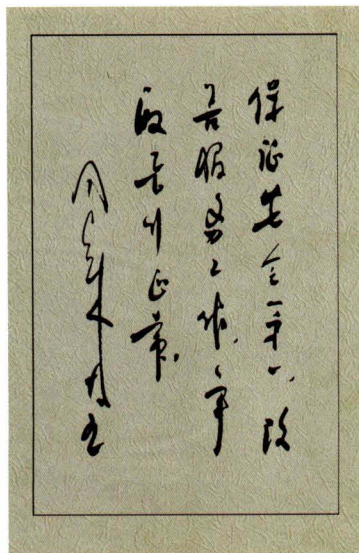 保证安全第一、改
善服务工作、争
取飞行正常。
周恩来